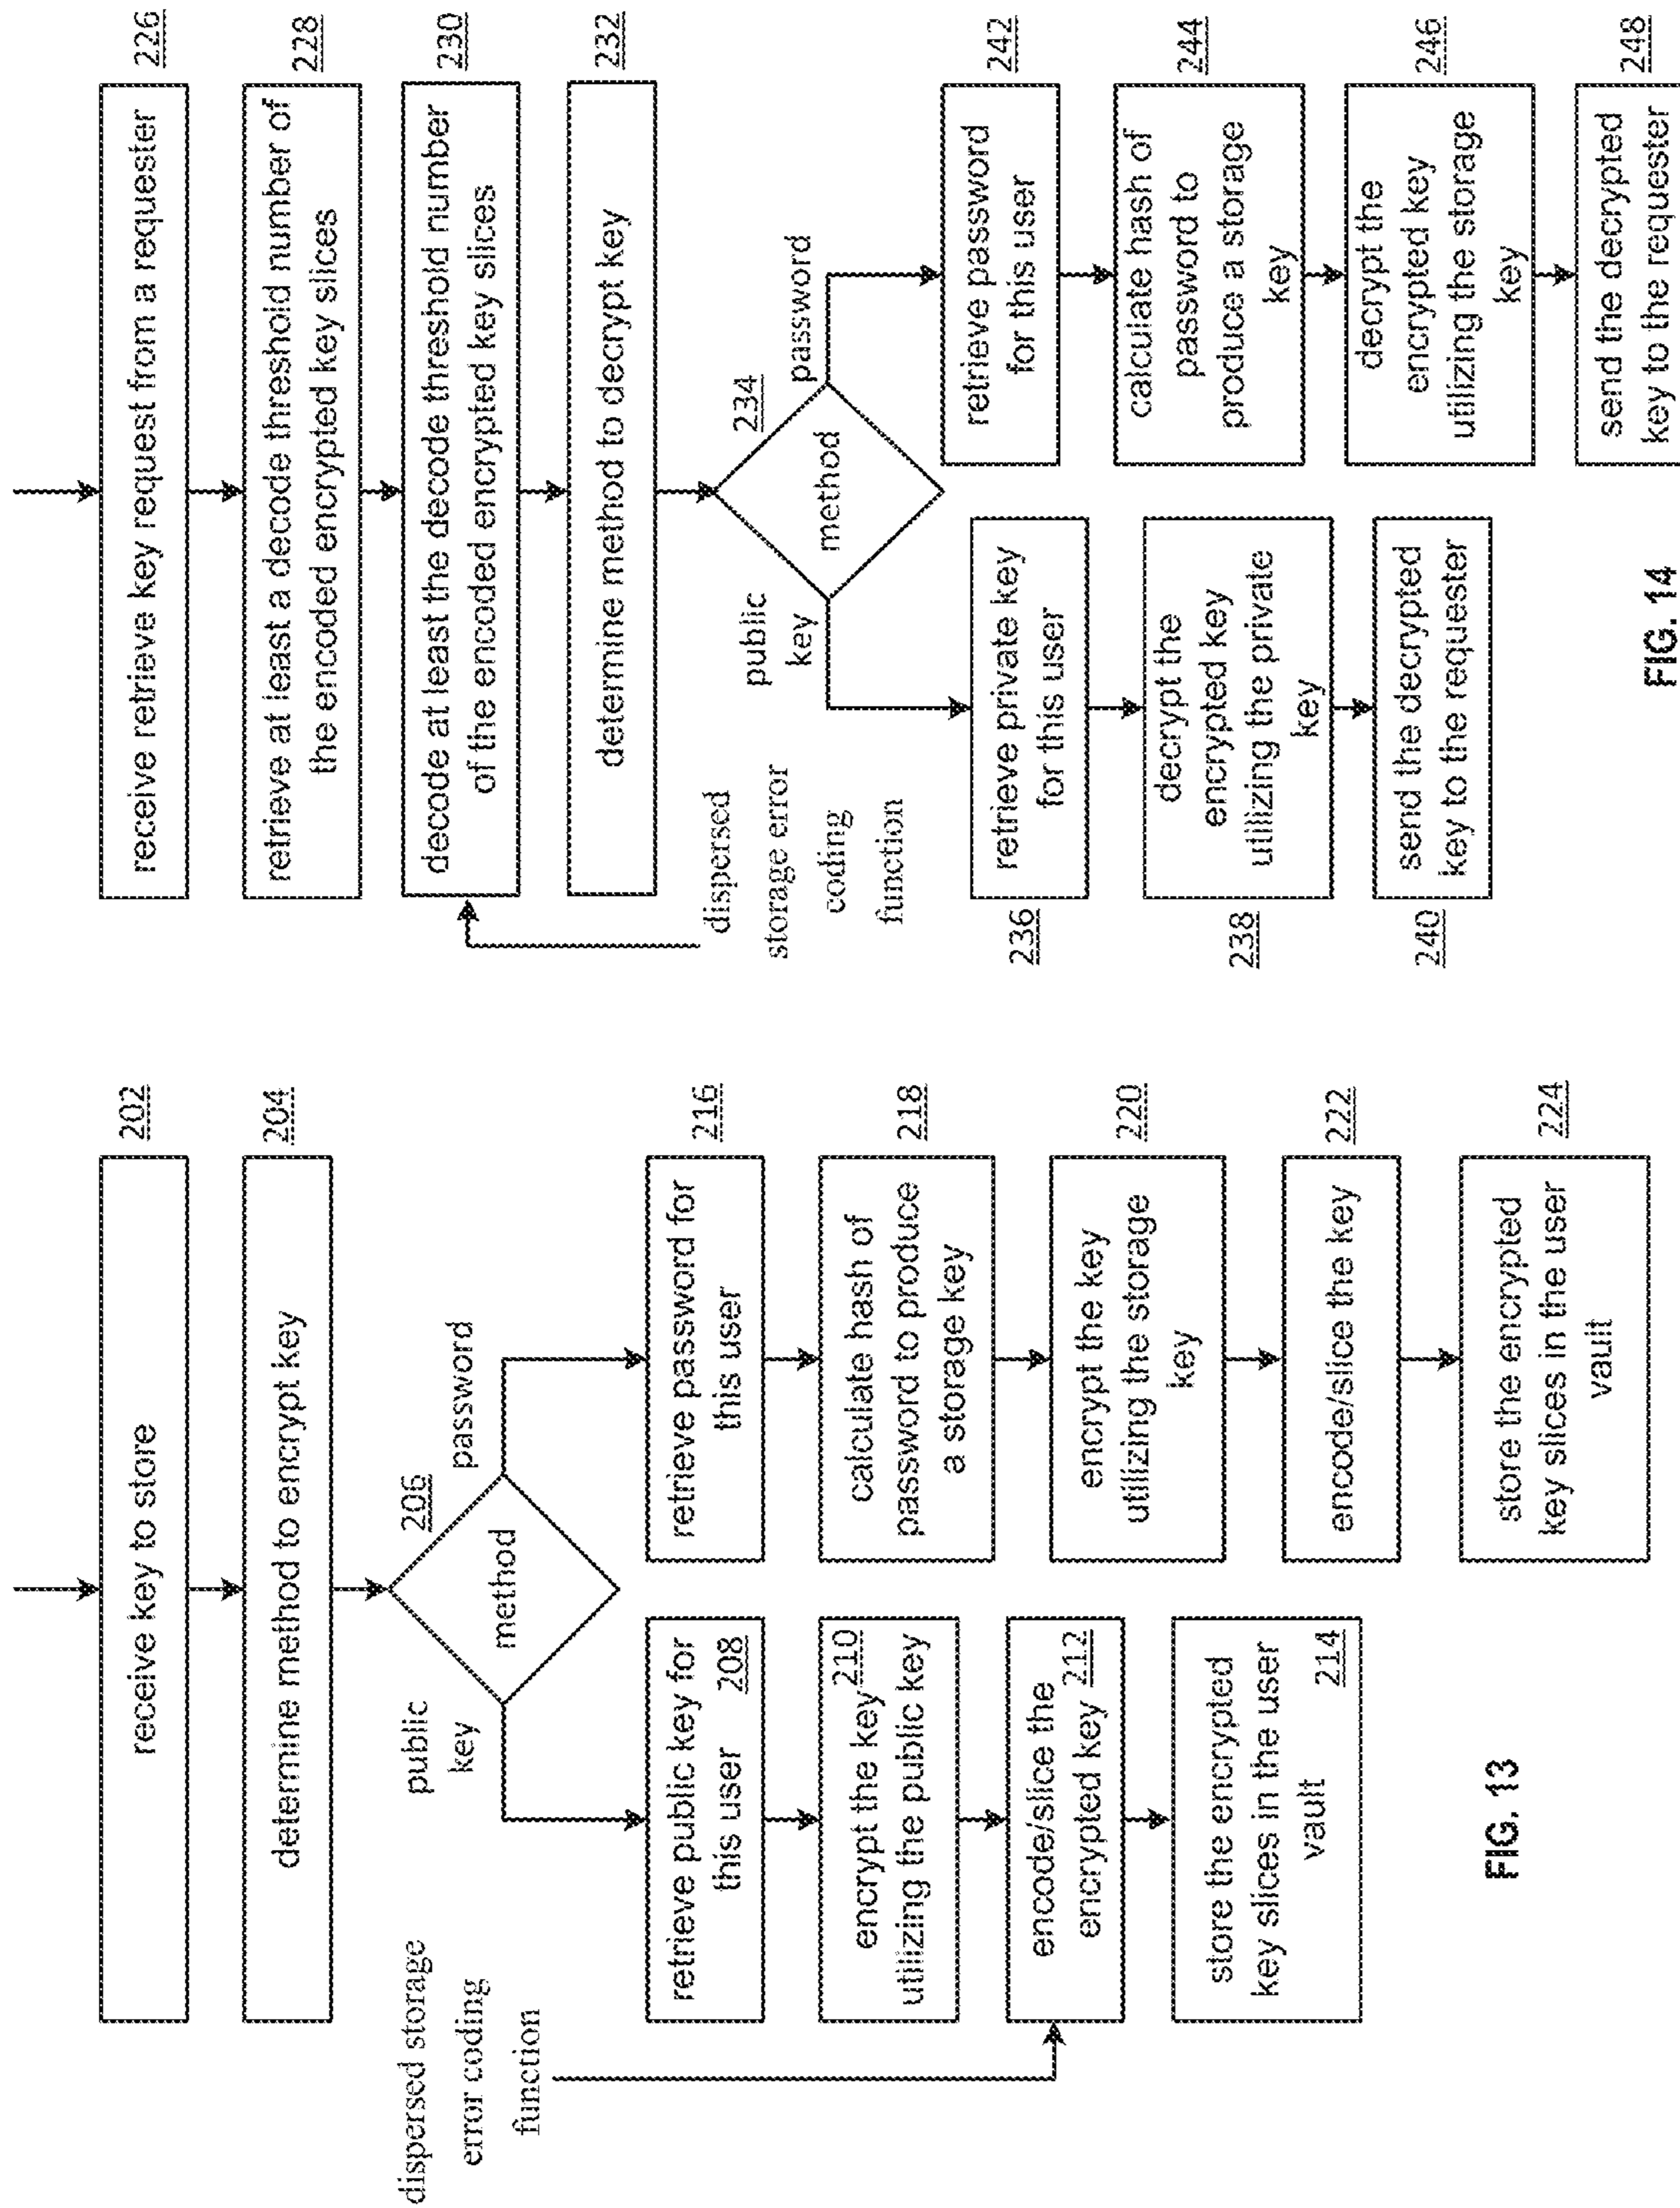 receive key to store
202
determine method to encrypt key
204
206
method
public
key
password
dispersed storage
error coding
function
retrieve public key for
this user 208
encrypt the key 210
utilizing the public key
encode/slice the
encrypted key 212
store the encrypted
key slices in the user
vault 214
retrieve password for
this user
216
calculate hash of
password to produce
a storage key
218
encrypt the key
utilizing the storage
key
220
encode/slice the key
222
store the encrypted
key slices in the user
vault
224
FIG. 13
receive retrieve key request from a requester
226
retrieve at least a decode threshold number of
the encoded encrypted key slices
228
decode at least the decode threshold number
of the encoded encrypted key slices
230
determine method to decrypt key
232
234
method
public
key
password
dispersed
storage error
coding
function
retrieve private key
for this user
236
decrypt the
encrypted key
utilizing the private
key
238
send the decrypted
key to the requester
240
retrieve password
for this user
242
calculate hash of
password to
produce a storage
key
244
decrypt the
encrypted key
utilizing the storage
key
246
send the decrypted
key to the requester
248
FIG. 14